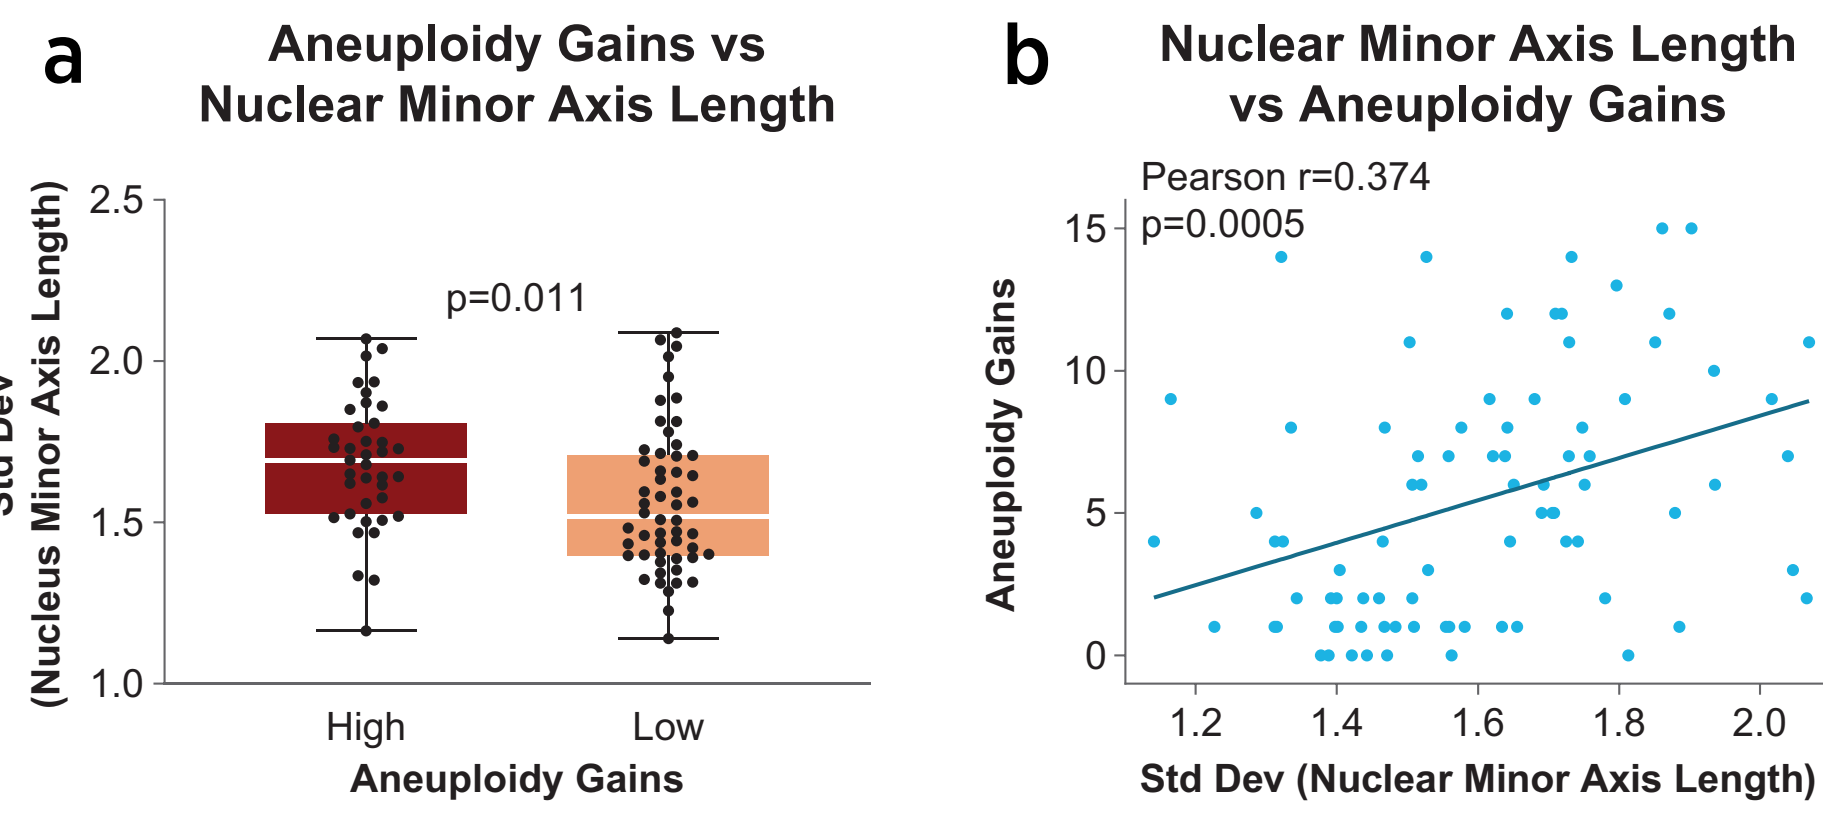 a
Aneuploidy Gains vs
Nuclear Minor Axis Length
Std Dev
(Nucleus Minor Axis Length)
2.5
2.0
1.5
1.0
p=0.011
High
Low
Aneuploidy Gains
b
Nuclear Minor Axis Length
vs Aneuploidy Gains
Pearson r=0.374
p=0.0005
Aneuploidy Gains
15
10
5
0
1.2
1.4
1.6
1.8
2.0
Std Dev (Nuclear Minor Axis Length)